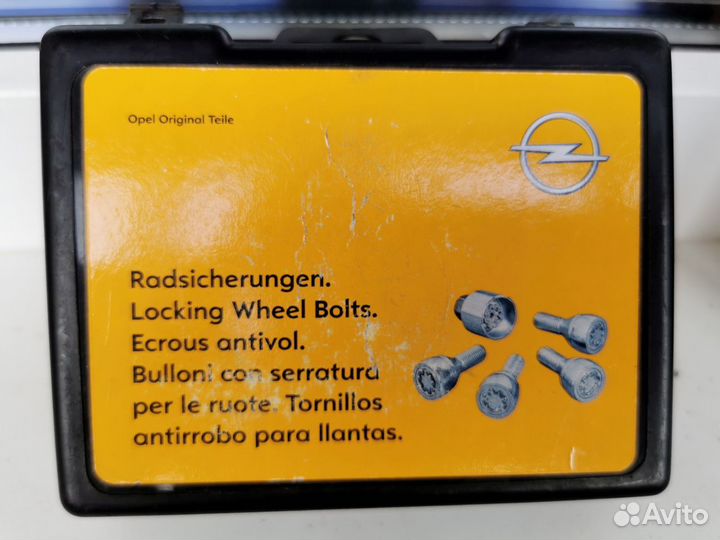 Opel Original Teile
Radsicherungen.
Locking Wheel Bolts.
Ecrous antivol.
Bulloni con serratura
per le ruote. Tornillos
antirrobo para llantas.
Avito